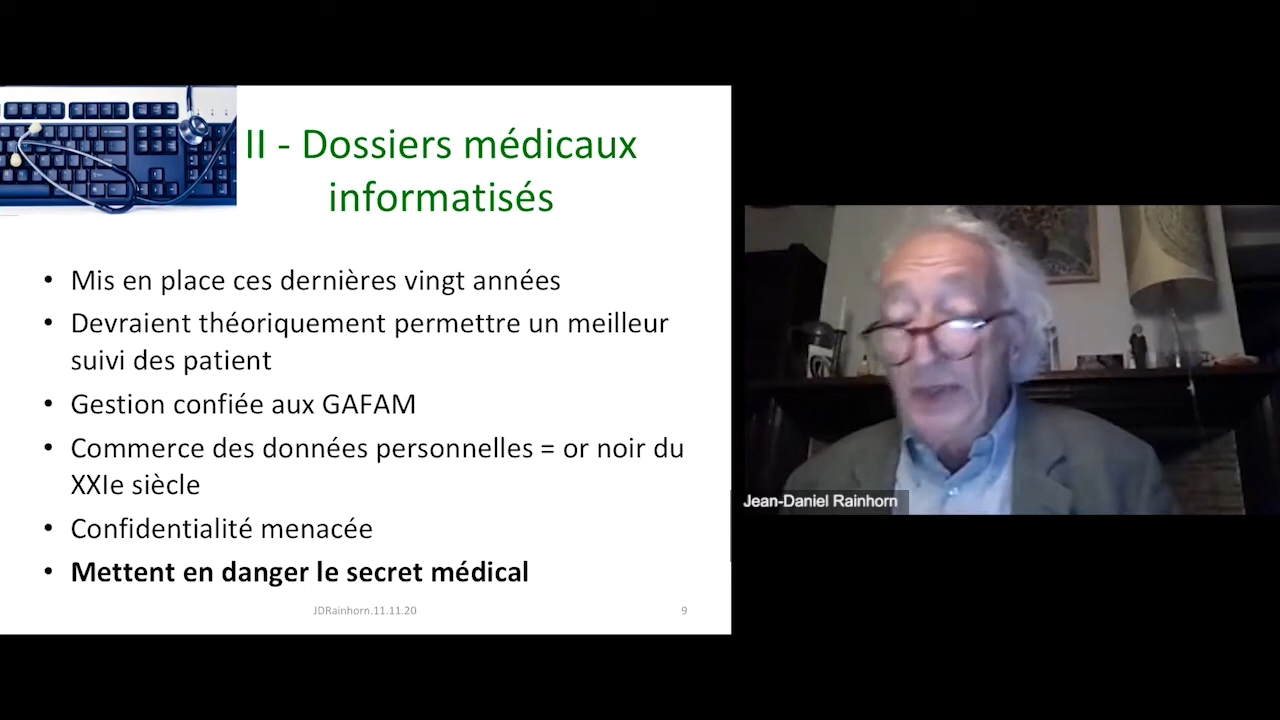 II - Dossiers médicaux
informatisés
• Mis en place ces dernières vingt années
• Devraient théoriquement permettre un meilleur
suivi des patient
• Gestion confiée aux GAFAM
• Commerce des données personnelles = or noir du
XXIe siècle
• Confidentialité menacée
• Mettent en danger le secret médical
JDRainhorn.11.11.20
9
Jean-Daniel Rainhorn